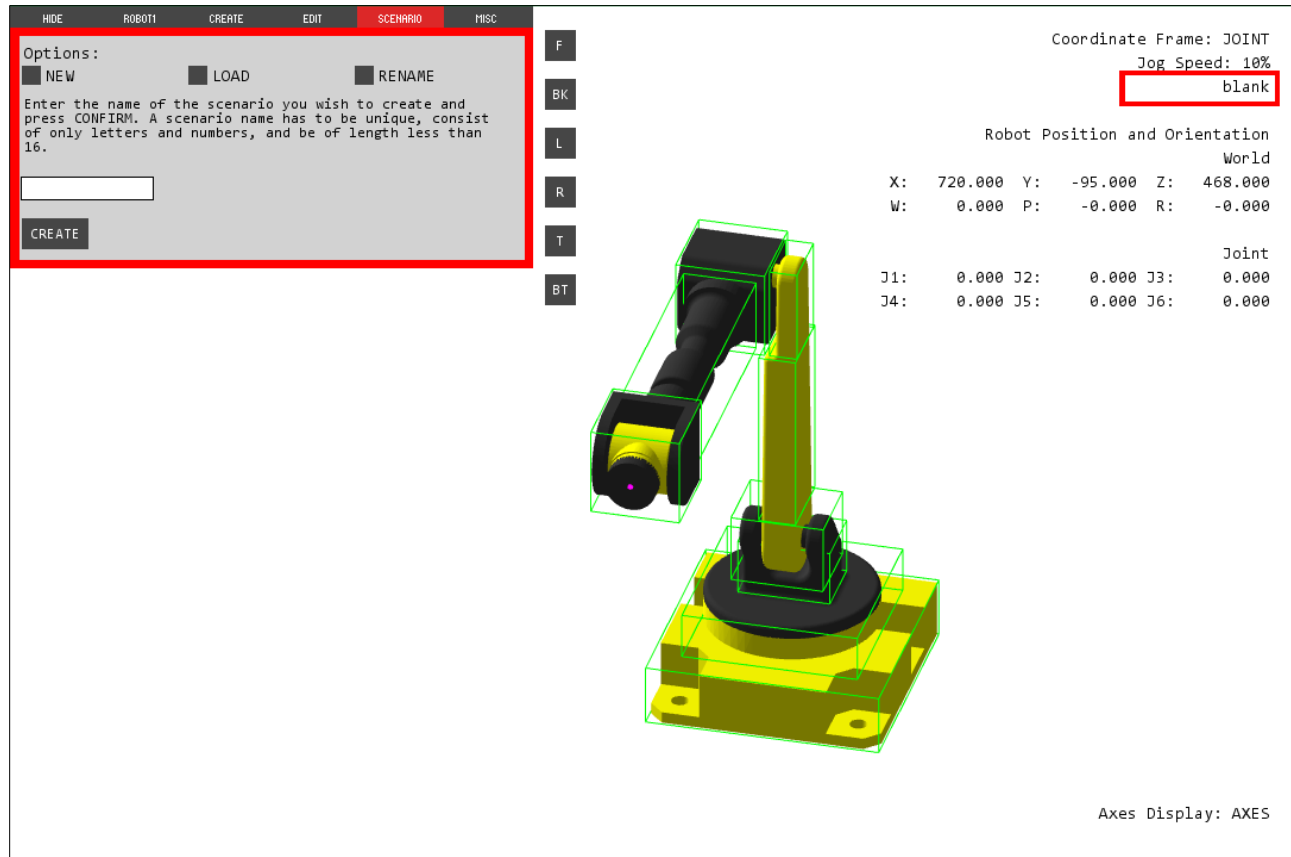 HIDE ROBOT1 CREATE EDIT SCENARIO MISC
Options:
NEW LOAD RENAME
Enter the name of the scenario you wish to create and
press CONFIRM. A scenario name has to be unique, consist
of only letters and numbers, and be of length less than
16.
CREATE
F
BK
L
R
T
BT
Coordinate Frame: JOINT
Jog Speed: 10%
blank
Robot Position and Orientation
World
X: 720.000 Y: -95.000 Z: 468.000
W: 0.000 P: -0.000 R: -0.000
Joint
J1: 0.000 J2: 0.000 J3: 0.000
J4: 0.000 J5: 0.000 J6: 0.000
Axes Display: AXES